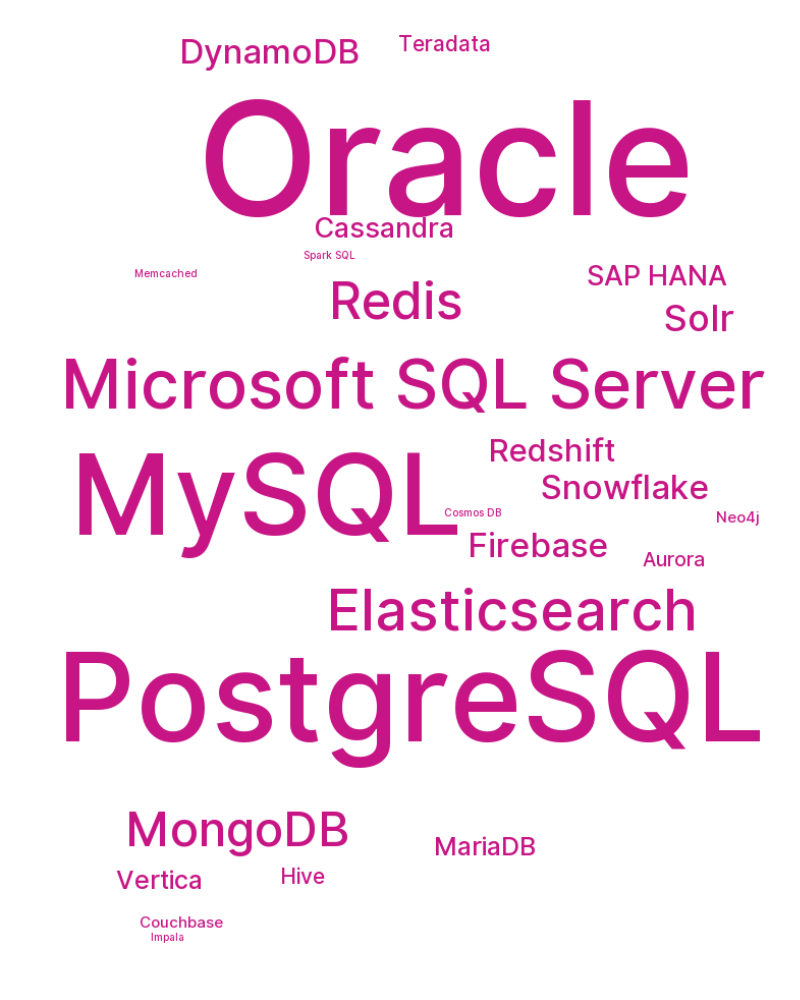 DynamoDB
Teradata
Oracle
Cassandra
Spark SQL
Memcached
SAP HANA
Redis
Solr
Microsoft SQL Server
MySQL
Redshift
Snowflake
Cosmos DB
Neo4j
Firebase
Aurora
Elasticsearch
PostgreSQL
MongoDB
MariaDB
Vertica
Hive
Couchbase
Impala